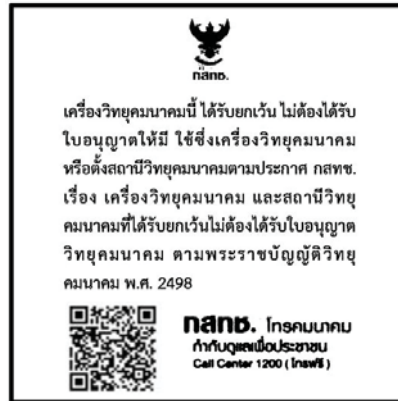 กสทช.
เครื่องวิทยุคมนาคมนี้ ได้รับยกเว้น ไม่ต้องได้รับ
ใบอนุญาตให้มี ใช้ซึ่งเครื่องวิทยุคมนาคม
หรือตั้งสถานีวิทยุคมนาคมตามประกาศ กสทช.
เรื่อง เครื่องวิทยุคมนาคม และสถานีวิทยุ
คมนาคมที่ได้รับยกเว้นไม่ต้องได้รับใบอนุญาต
วิทยุคมนาคม ตามพระราชบัญญัติวิทยุ
คมนาคม พ.ศ. 2498
กสทช. โทรคมนาคม
กำกับดูแลเพื่อประชาชน
Call Center 1200 ( โทรฟรี )